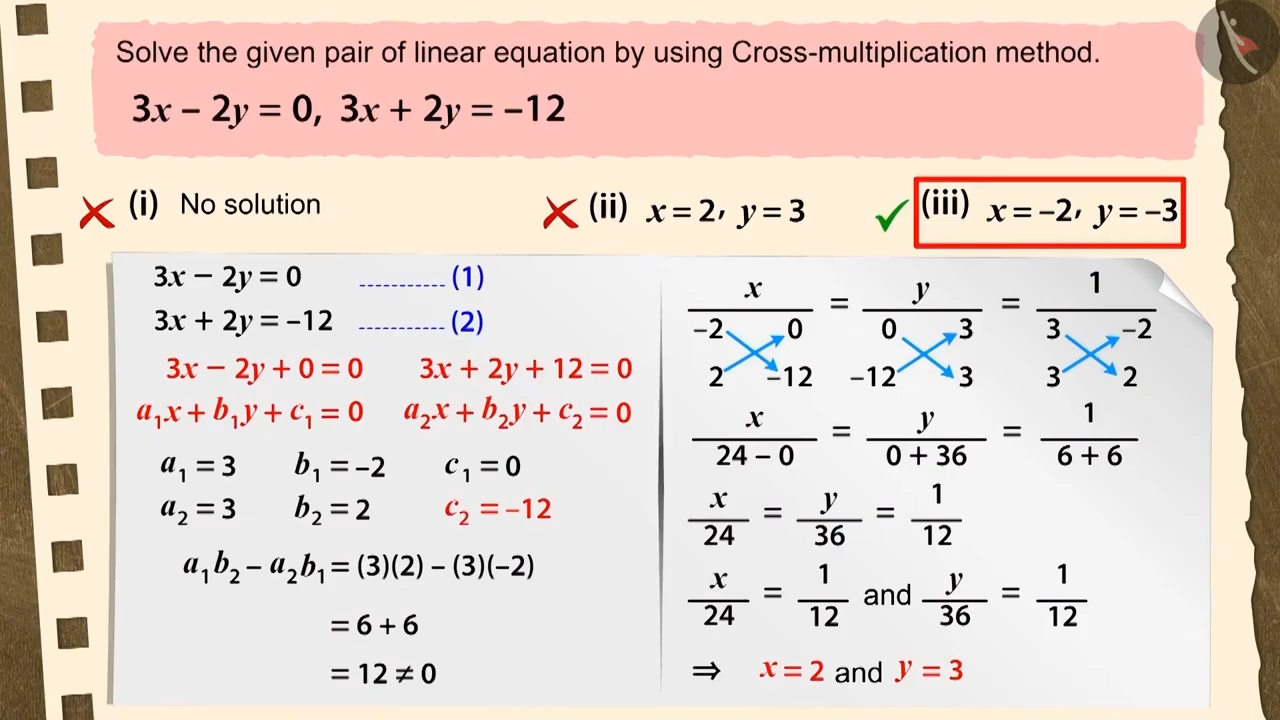 Solve the given pair of linear equation by using Cross-multiplication method.
3x – 2y = 0, 3x + 2y = –12
(i) No solution
(ii) x = 2, y = 3
(iii) x = –2, y = –3
3x – 2y = 0 ........... (1)
3x + 2y = –12 ........... (2)
3x – 2y + 0 = 0 3x + 2y + 12 = 0
a₁x + b₁y + c₁ = 0 a₂x + b₂y + c₂ = 0
a₁ = 3 b₁ = –2 c₁ = 0
a₂ = 3 b₂ = 2 c₂ = –12
a₁b₂ – a₂b₁ = (3)(2) – (3)(–2)
= 6 + 6
= 12 ≠ 0
x = y = 1
–2 0 0 3 3 –2
2 –12 –12 3 3 2
x = y = 1
24 – 0 0 + 36 6 + 6
x = y = 1
24 36 12
x = 1 and y = 1
24 12 36 12
⇒ x = 2 and y = 3